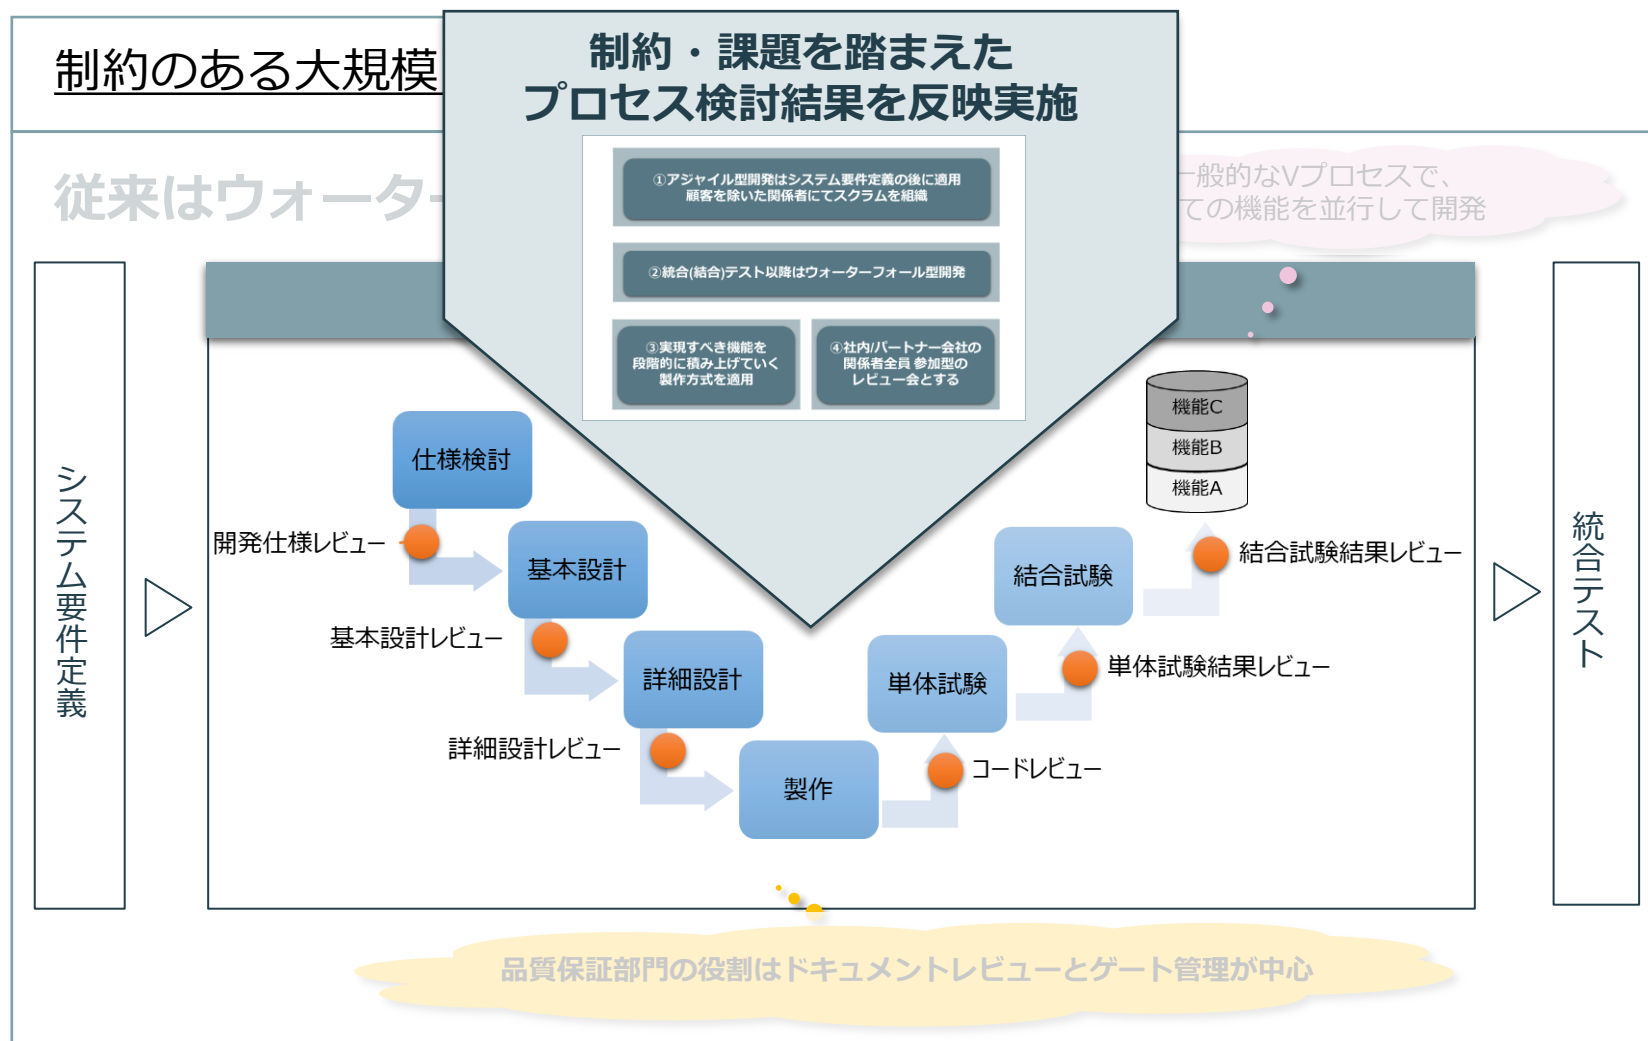 制約のある大規模
制約・課題を踏まえた
プロセス検討結果を反映実施
①アジャイル型開発はシステム要件定義の後に適用
顧客を除いた関係者にてスクラムを組織
②統合(結合)テスト以降はウォーターフォール型開発
③実現すべき機能を
段階的に積み上げていく
製作方式を適用
④社内/パートナー会社の
関係者全員 参加型の
レビュー会とする
従来はウォーター
一般的なVプロセスで、
ての機能を並行して開発
システム要件定義
仕様検討
開発仕様レビュー
基本設計
基本設計レビュー
詳細設計
詳細設計レビュー
製作
コードレビュー
単体試験
単体試験結果レビュー
結合試験
結合試験結果レビュー
機能C
機能B
機能A
統合テスト
品質保証部門の役割はドキュメントレビューとゲート管理が中心